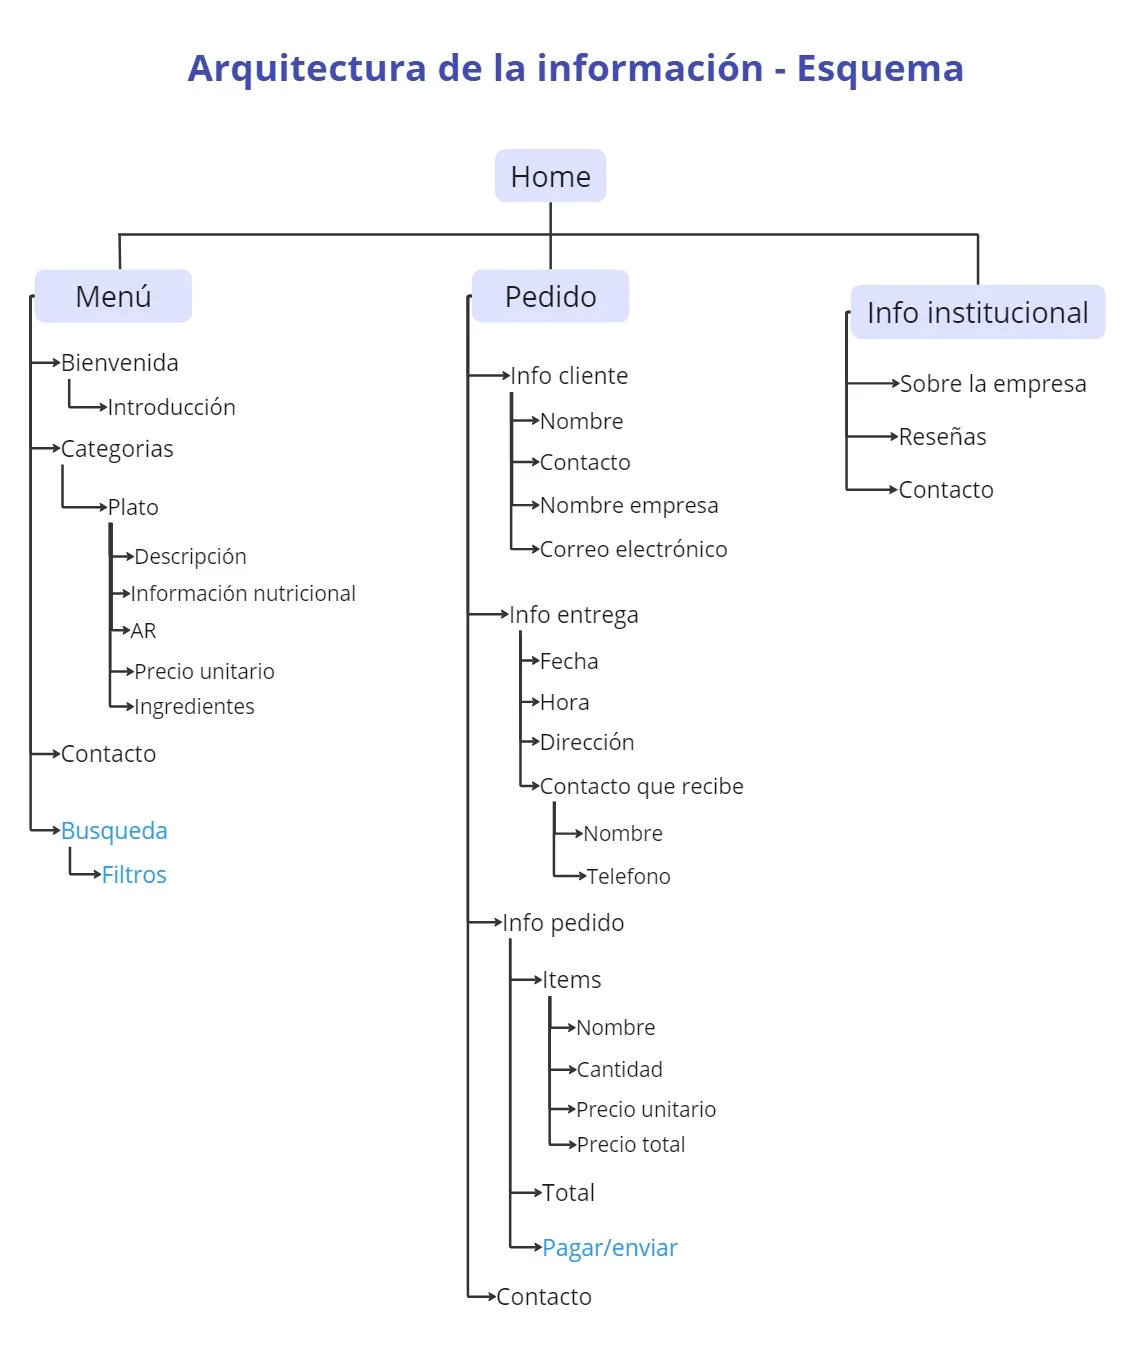 Arquitectura de la información - Esquema
Home
Menú
Bienvenida
Introducción
Categorias
Plato
Descripción
Información nutricional
AR
Precio unitario
Ingredientes
Contacto
Busqueda
Filtros
Pedido
Info cliente
Nombre
Contacto
Nombre empresa
Correo electrónico
Info entrega
Fecha
Hora
Dirección
Contacto que recibe
Nombre
Telefono
Info pedido
Items
Nombre
Cantidad
Precio unitario
Precio total
Total
Pagar/enviar
Contacto
Info institucional
Sobre la empresa
Reseñas
Contacto